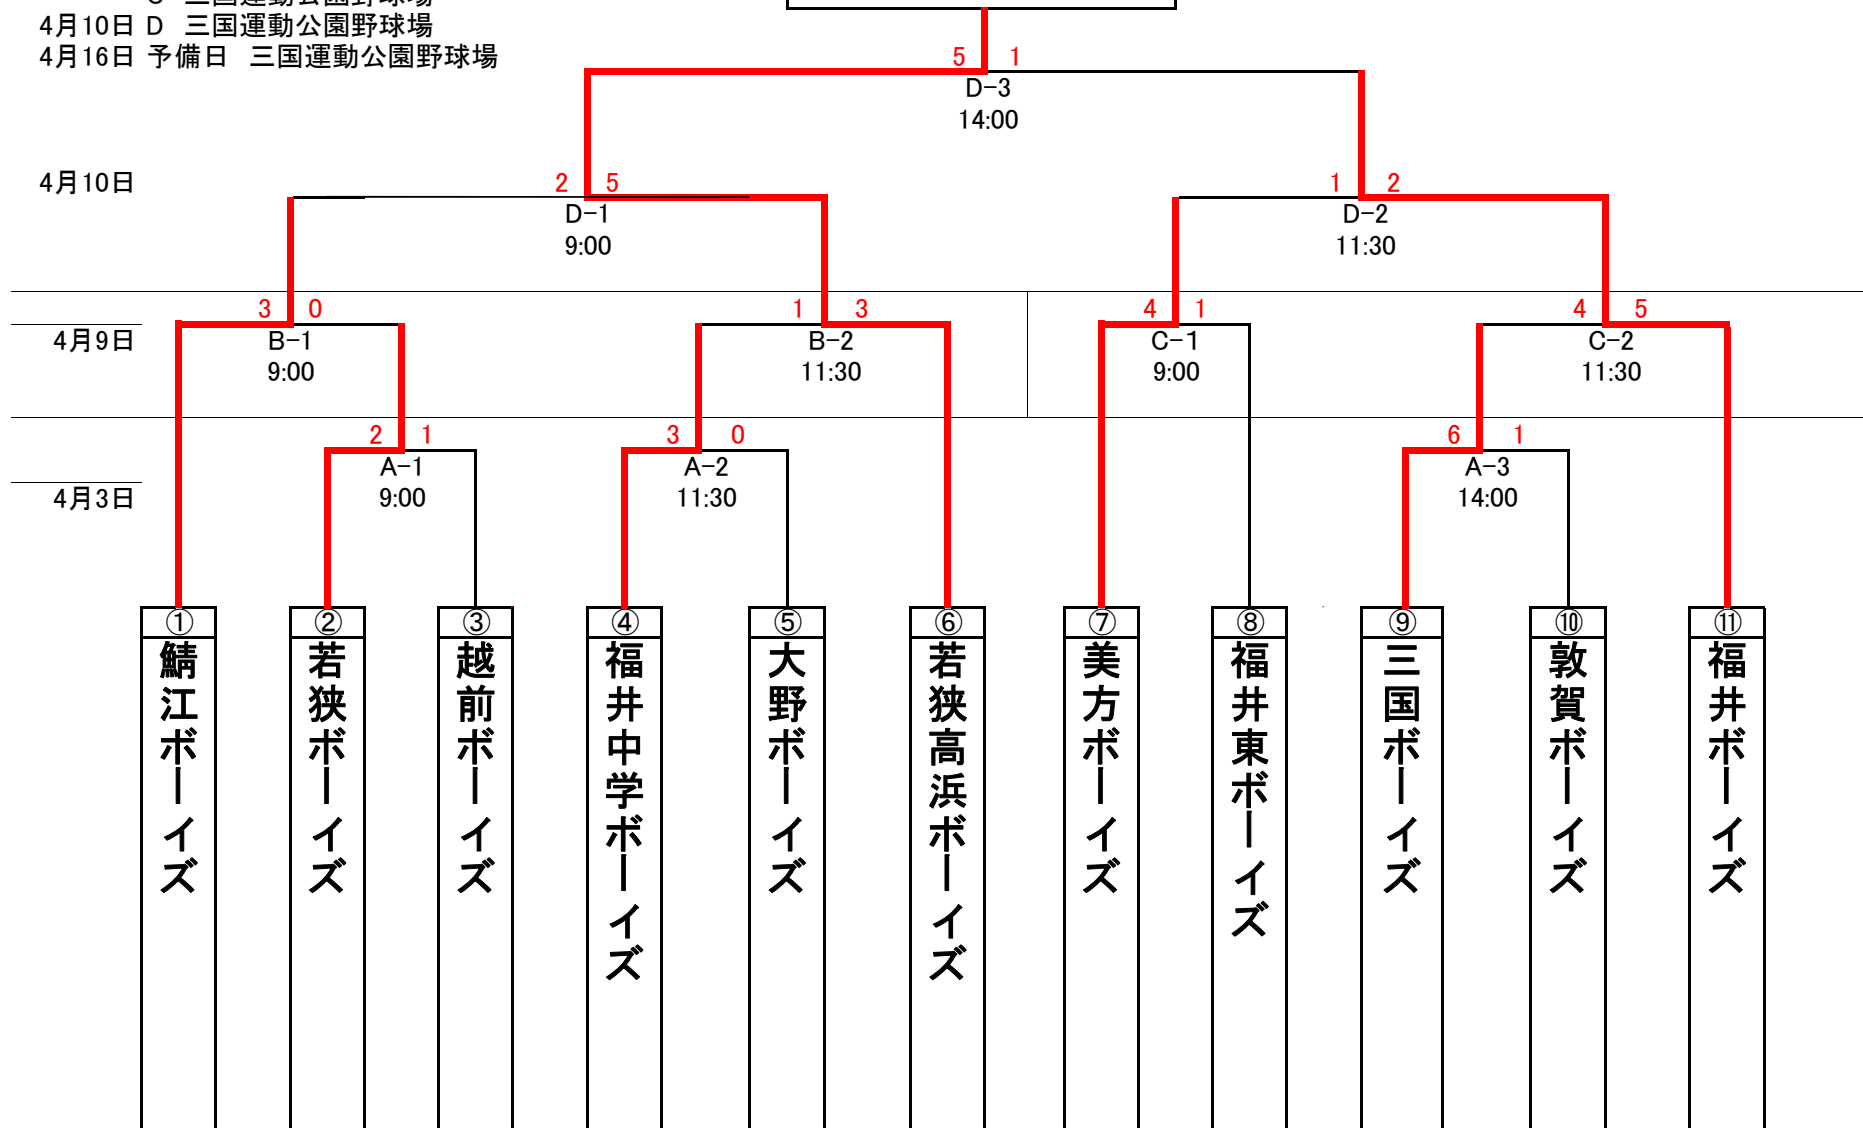 C 三国運動公園野球場
4月10日 D 三国運動公園野球場
4月16日 予備日 三国運動公園野球場
5 1
D-3
14:00
4月10日
2 5
D-1
9:00
1 2
D-2
11:30
4月9日
3 0
B-1
9:00
1 3
B-2
11:30
4 1
C-1
9:00
4 5
C-2
11:30
4月3日
2 1
A-1
9:00
3 0
A-2
11:30
6 1
A-3
14:00
① 鯖江ボーイズ
② 若狭ボーイズ
③ 越前ボーイズ
④ 福井中学ボーイズ
⑤ 大野ボーイズ
⑥ 若狭高浜ボーイズ
⑦ 美方ボーイズ
⑧ 福井東ボーイズ
⑨ 三国ボーイズ
⑩ 敦賀ボーイズ
⑪ 福井ボーイズ